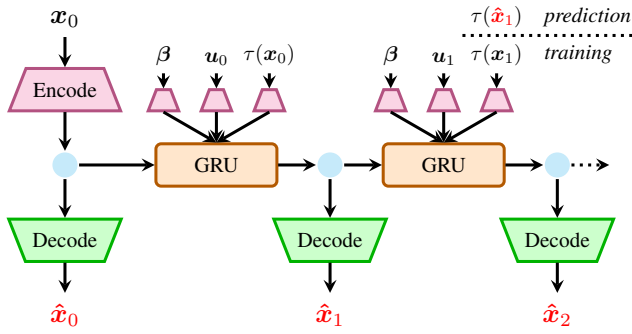 τ(x̂₁) prediction
x₀ β u₀ τ(x₀) β u₁ τ(x₁) training
Encode
GRU GRU
Decode Decode Decode
x̂₀ x̂₁ x̂₂